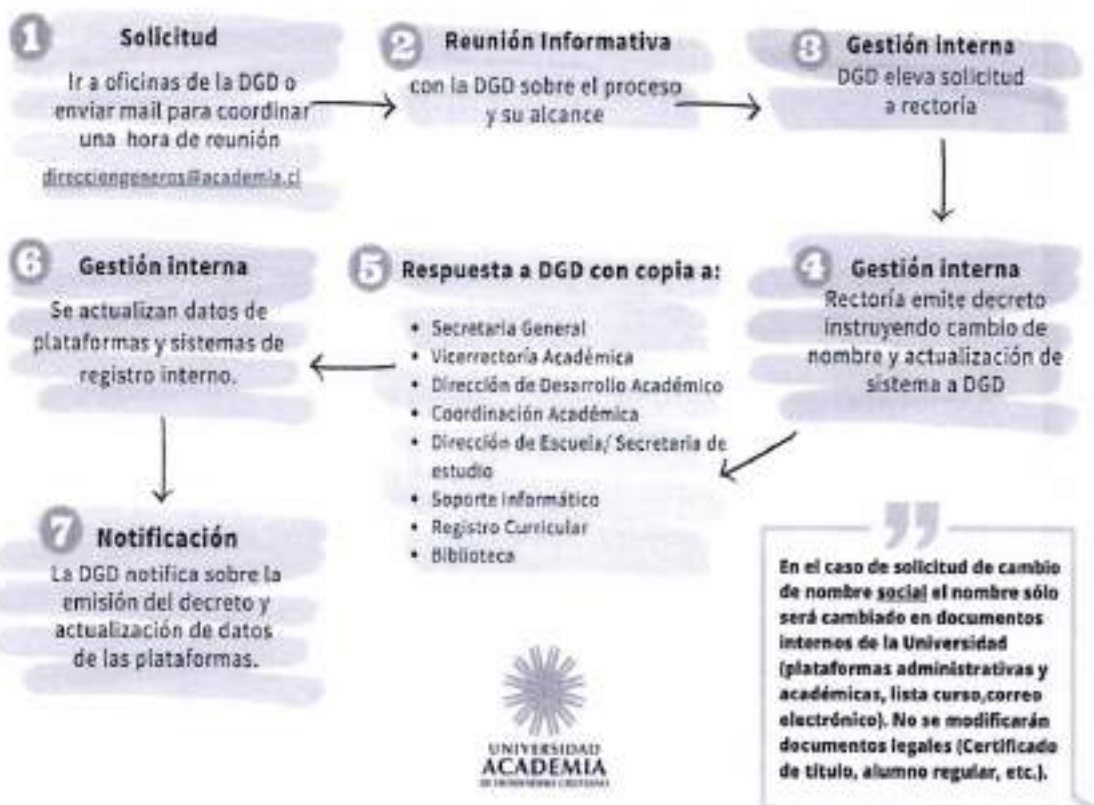 1
Solicitud
Ir a oficinas de la DGD o
enviar mail para coordinar
una hora de reunión
direcciongeneros@academia.cl
2
Reunión Informativa
con la DGD sobre el proceso
y su alcance
3
Gestión interna
DGD eleva solicitud
a rectoría
4
Gestión interna
Rectoría emite decreto
instruyendo cambio de
nombre y actualización de
sistema a DGD
5
Respuesta a DGD con copia a:
• Secretaria General
• Vicerrectoría Académica
• Dirección de Desarrollo Académico
• Coordinación Académica
• Dirección de Escuela/ Secretaria de
estudio
• Soporte Informático
• Registro Curricular
• Biblioteca
6
Gestión interna
Se actualizan datos de
plataformas y sistemas de
registro interno.
7
Notificación
La DGD notifica sobre la
emisión del decreto y
actualización de datos
de las plataformas.
En el caso de solicitud de cambio
de nombre social el nombre sólo
será cambiado en documentos
internos de la Universidad
(plataformas administrativas y
académicas, lista curso,correo
electrónico). No se modificarán
documentos legales (Certificado
de título, alumno regular, etc.).
UNIVERSIDAD
ACADEMIA
DE HUMANISMO CRISTIANO